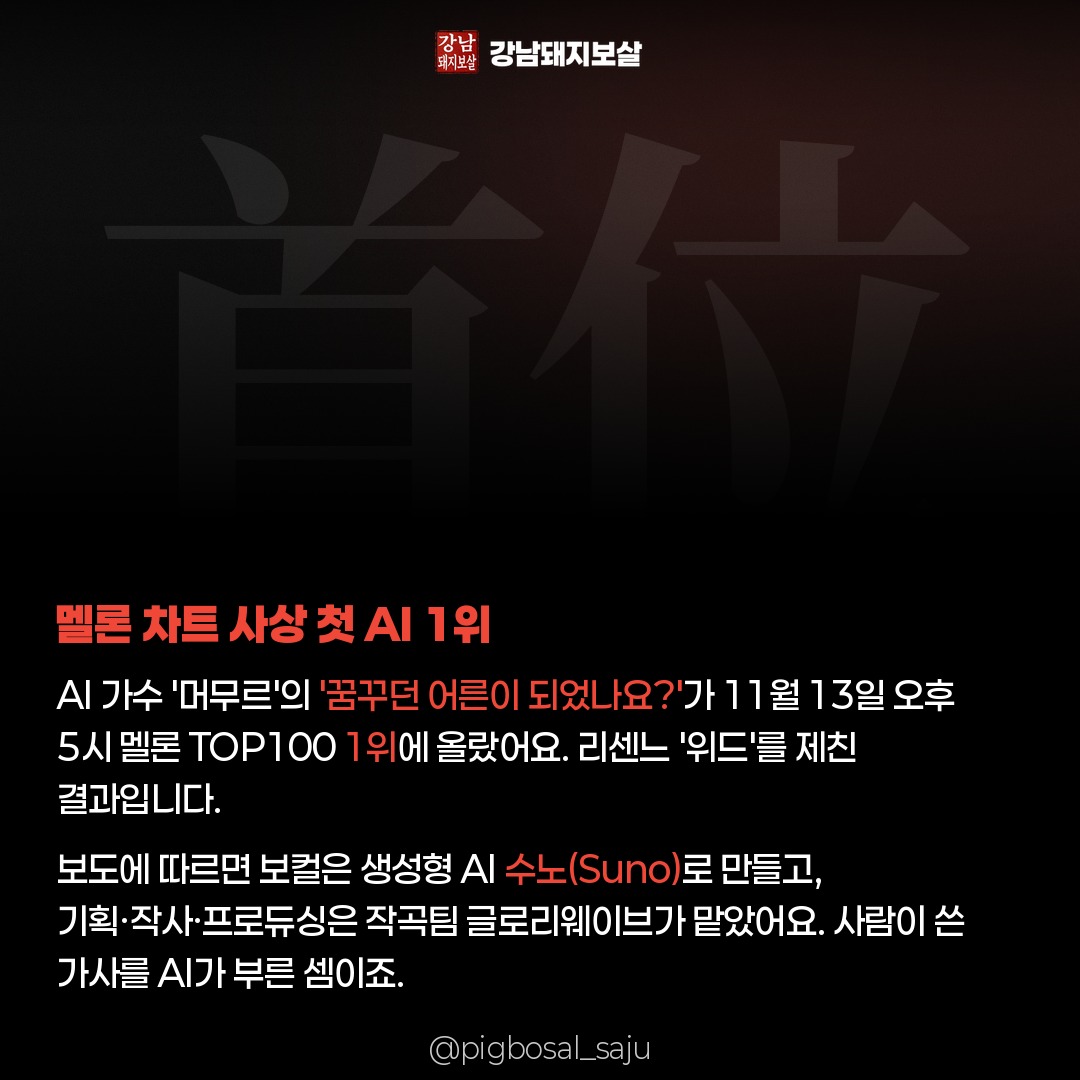 강남
돼지보살
강남돼지보살
首位
멜론 차트 사상 첫 AI 1위
AI 가수 '머무르'의 '꿈꾸던 어른이 되었나요?'가 11월 13일 오후
5시 멜론 TOP100 1위에 올랐어요. 리센느 '위드'를 제친
결과입니다.
보도에 따르면 보컬은 생성형 AI 수노(Suno)로 만들고,
기획·작사·프로듀싱은 작곡팀 글로리웨이브가 맡았어요. 사람이 쓴
가사를 AI가 부른 셈이죠.
@pigbosal_saju